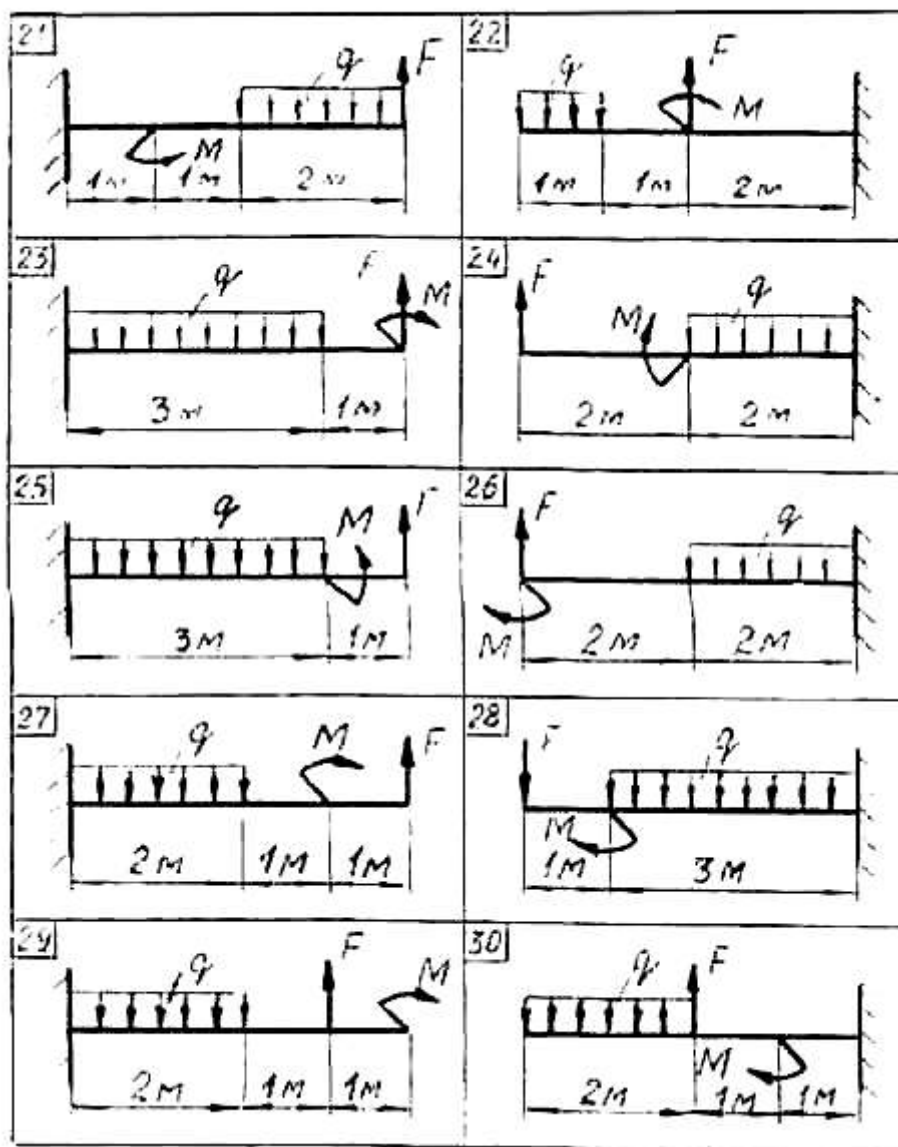 21 22
q F q F M
M
1м 1м 2м 1м 1м 2м
23 24
q F M F M q
3м 1м 2м 2м
25 26
q M F F q
M
3м 1м 2м 2м
27 28
q M F F q
M
2м 1м 1м 1м 3м
29 30
q F M q F
M
2м 1м 1м 2м 1м 1м